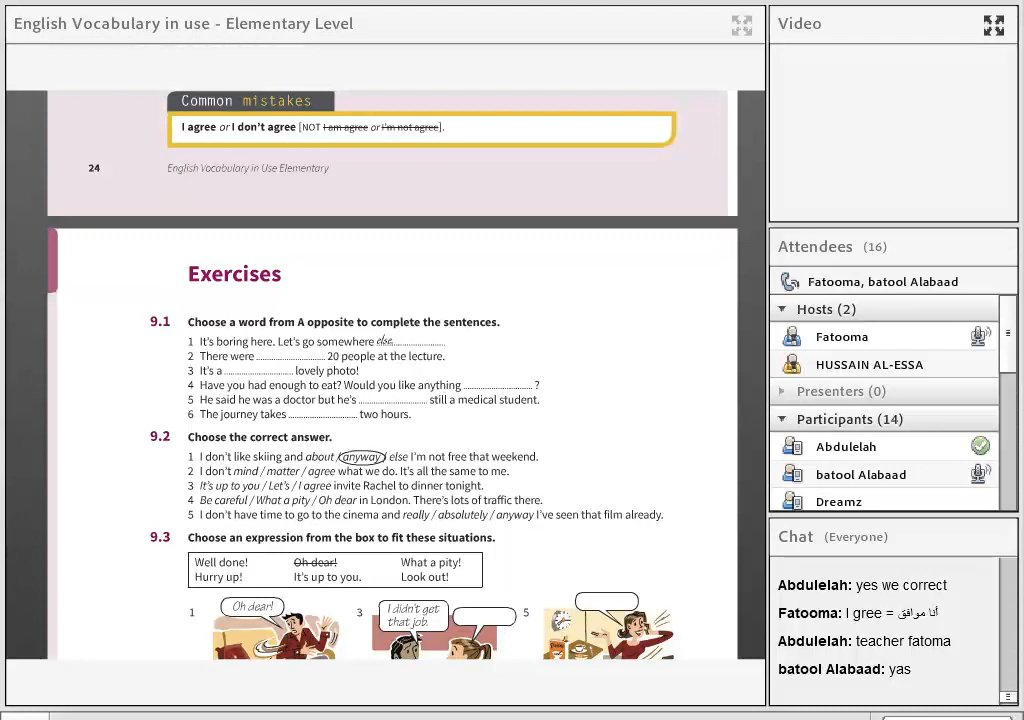 English Vocabulary in use - Elementary Level
Common mistakes
I agree or I don't agree [NOT I am agree or I'm not agree].
24 English Vocabulary in Use Elementary
Exercises
9.1 Choose a word from A opposite to complete the sentences.
1 It's boring here. Let's go somewhere else
2 There were .............................. 20 people at the lecture.
3 It's a .............................. lovely photo!
4 Have you had enough to eat? Would you like anything .............................. ?
5 He said he was a doctor but he's .............................. still a medical student.
6 The journey takes .............................. two hours.
9.2 Choose the correct answer.
1 I don't like skiing and about / anyway / else I'm not free that weekend.
2 I don't mind / matter / agree what we do. It's all the same to me.
3 It's up to you / Let's / I agree invite Rachel to dinner tonight.
4 Be careful / What a pity / Oh dear in London. There's lots of traffic there.
5 I don't have time to go to the cinema and really / absolutely / anyway I've seen that film already.
9.3 Choose an expression from the box to fit these situations.
Well done! Oh dear! What a pity!
Hurry up! It's up to you. Look out!
1 Oh dear!
3 I didn't get that job.
5
Video
Attendees (16)
Fatooma, batool Alabaad
Hosts (2)
Fatooma
HUSSAIN AL-ESSA
Presenters (0)
Participants (14)
Abdulelah
batool Alabaad
Dreamz
Chat (Everyone)
Abdulelah: yes we correct
Fatooma: I gree = أنا موافق
Abdulelah: teacher fatoma
batool Alabaad: yas